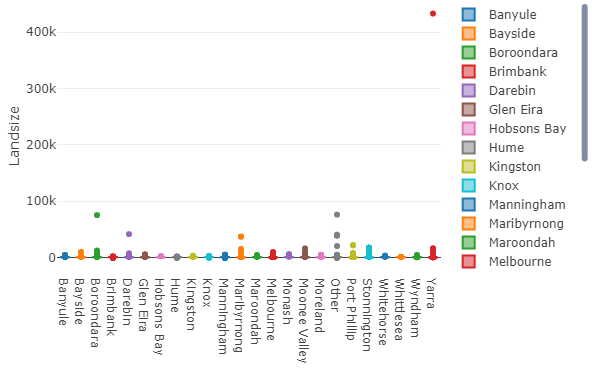 400k
300k
200k
100k
0
Landsize
Banyule
Bayside
Boroondara
Brimbank
Darebin
Glen Eira
Hobsons Bay
Hume
Kingston
Knox
Manningham
Maribyrnong
Maroondah
Melbourne
Monash
Moonee Valley
Moreland
Other
Port Phillip
Stonnington
Whitehorse
Whittlesea
Wyndham
Yarra
Banyule
Bayside
Boroondara
Brimbank
Darebin
Glen Eira
Hobsons Bay
Hume
Kingston
Knox
Manningham
Maribyrnong
Maroondah
Melbourne